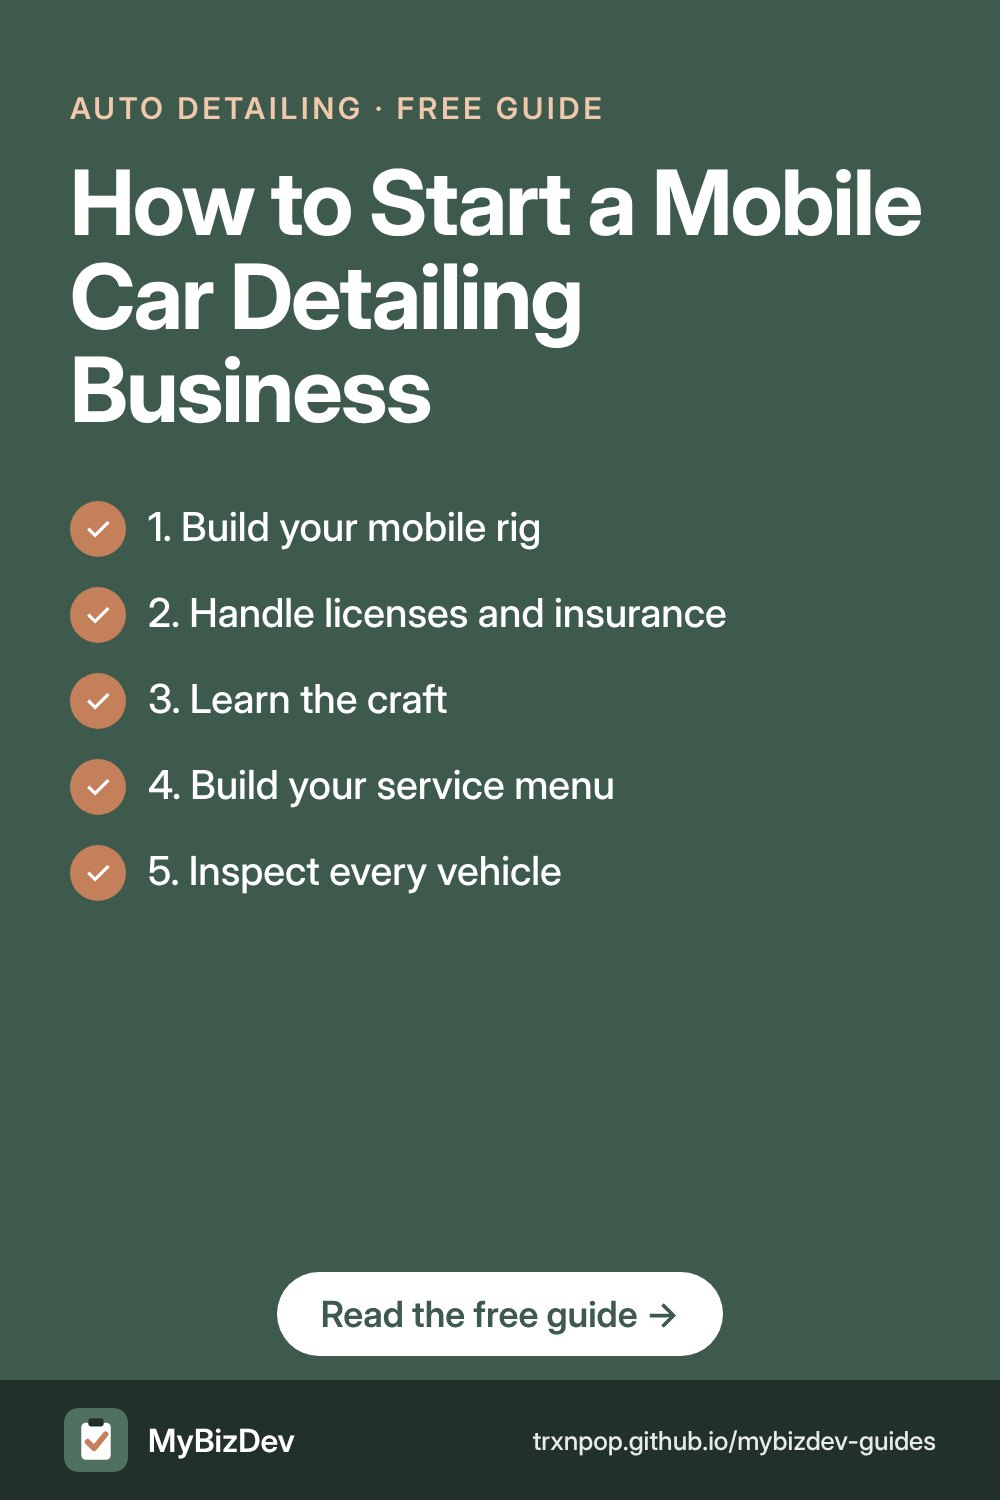 AUTO DETAILING · FREE GUIDE
How to Start a Mobile
Car Detailing
Business
1. Build your mobile rig
2. Handle licenses and insurance
3. Learn the craft
4. Build your service menu
5. Inspect every vehicle
Read the free guide →
MyBizDev
trxnpop.github.io/mybizdev-guides